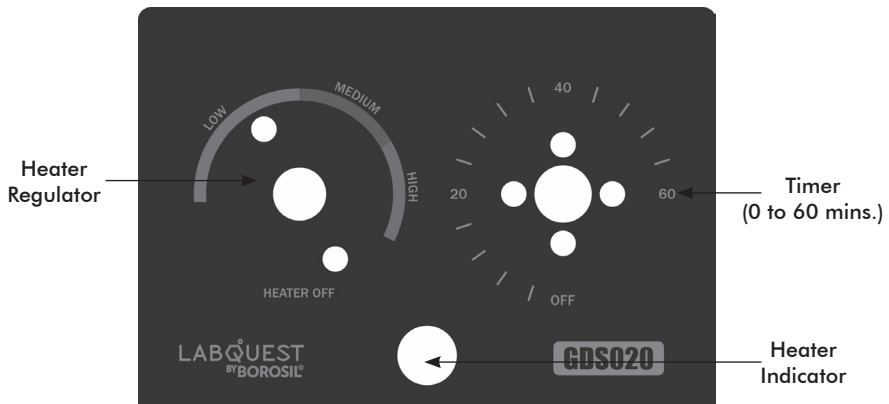 Heater
Regulator
LOW
MEDIUM
HIGH
HEATER OFF
40
20
60
OFF
Timer
(0 to 60 mins.)
LABQUEST
BY BOROSIL®
GDS020
Heater
Indicator